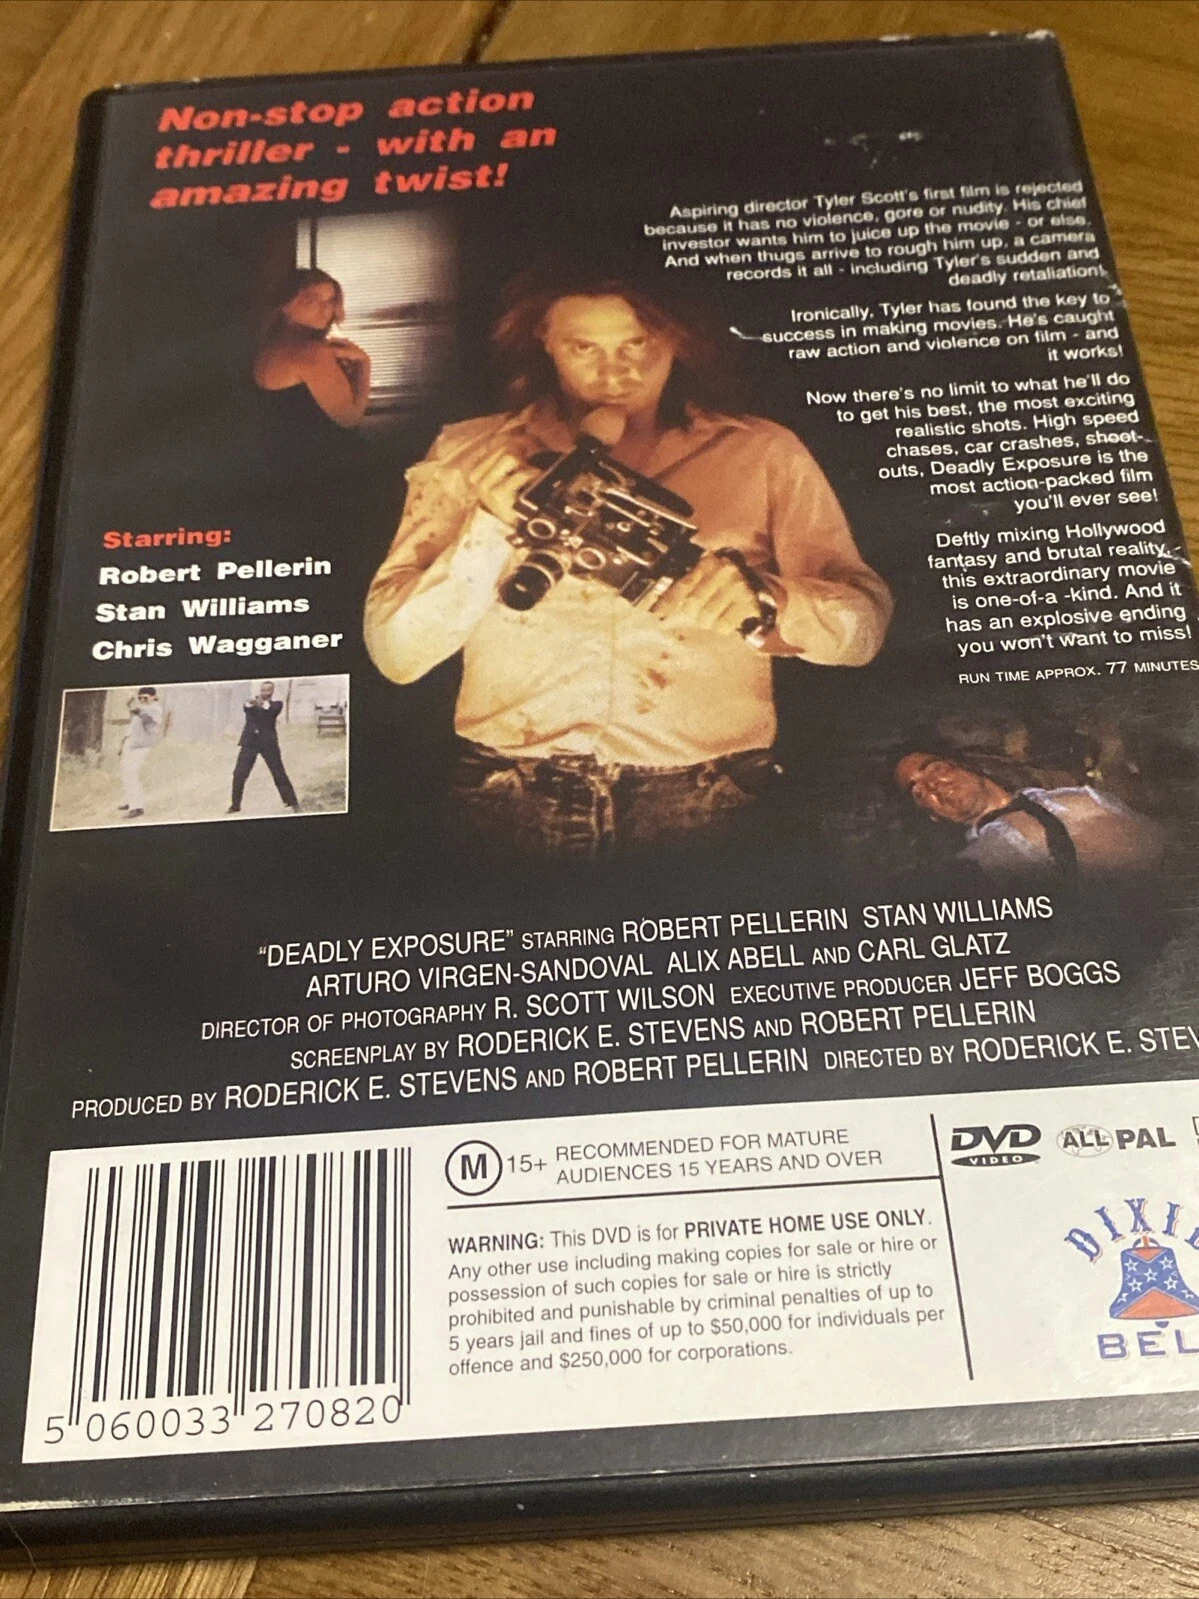 Non-stop action
thriller - with an
amazing twist!
Aspiring director Tyler Scott's first film is rejected
because it has no violence, gore or nudity. His chief
investor wants him to juice up the movie - or else.
And when thugs arrive to rough him up, a camera
records it all - including Tyler's sudden and
deadly retaliation!
Ironically, Tyler has found the key to
success in making movies. He's caught
raw action and violence on film - and
it works!
Now there's no limit to what he'll do
to get his best, the most exciting
realistic shots. High speed
chases, car crashes, shoot-
outs, Deadly Exposure is the
most action-packed film
you'll ever see!
Deftly mixing Hollywood
fantasy and brutal reality,
this extraordinary movie
is one-of-a -kind. And it
has an explosive ending
you won't want to miss!
RUN TIME APPROX. 77 MINUTES
Starring:
Robert Pellerin
Stan Williams
Chris Wagganer
"DEADLY EXPOSURE" STARRING ROBERT PELLERIN STAN WILLIAMS
ARTURO VIRGEN-SANDOVAL ALIX ABELL AND CARL GLATZ
DIRECTOR OF PHOTOGRAPHY R. SCOTT WILSON EXECUTIVE PRODUCER JEFF BOGGS
SCREENPLAY BY RODERICK E. STEVENS AND ROBERT PELLERIN
PRODUCED BY RODERICK E. STEVENS AND ROBERT PELLERIN DIRECTED BY RODERICK E. STEV
5 060033 270820
M 15+ RECOMMENDED FOR MATURE
AUDIENCES 15 YEARS AND OVER
WARNING: This DVD is for PRIVATE HOME USE ONLY.
Any other use including making copies for sale or hire or
possession of such copies for sale or hire is strictly
prohibited and punishable by criminal penalties of up to
5 years jail and fines of up to $50,000 for individuals per
offence and $250,000 for corporations.
DVD VIDEO ALL PAL
DIXI
BEL